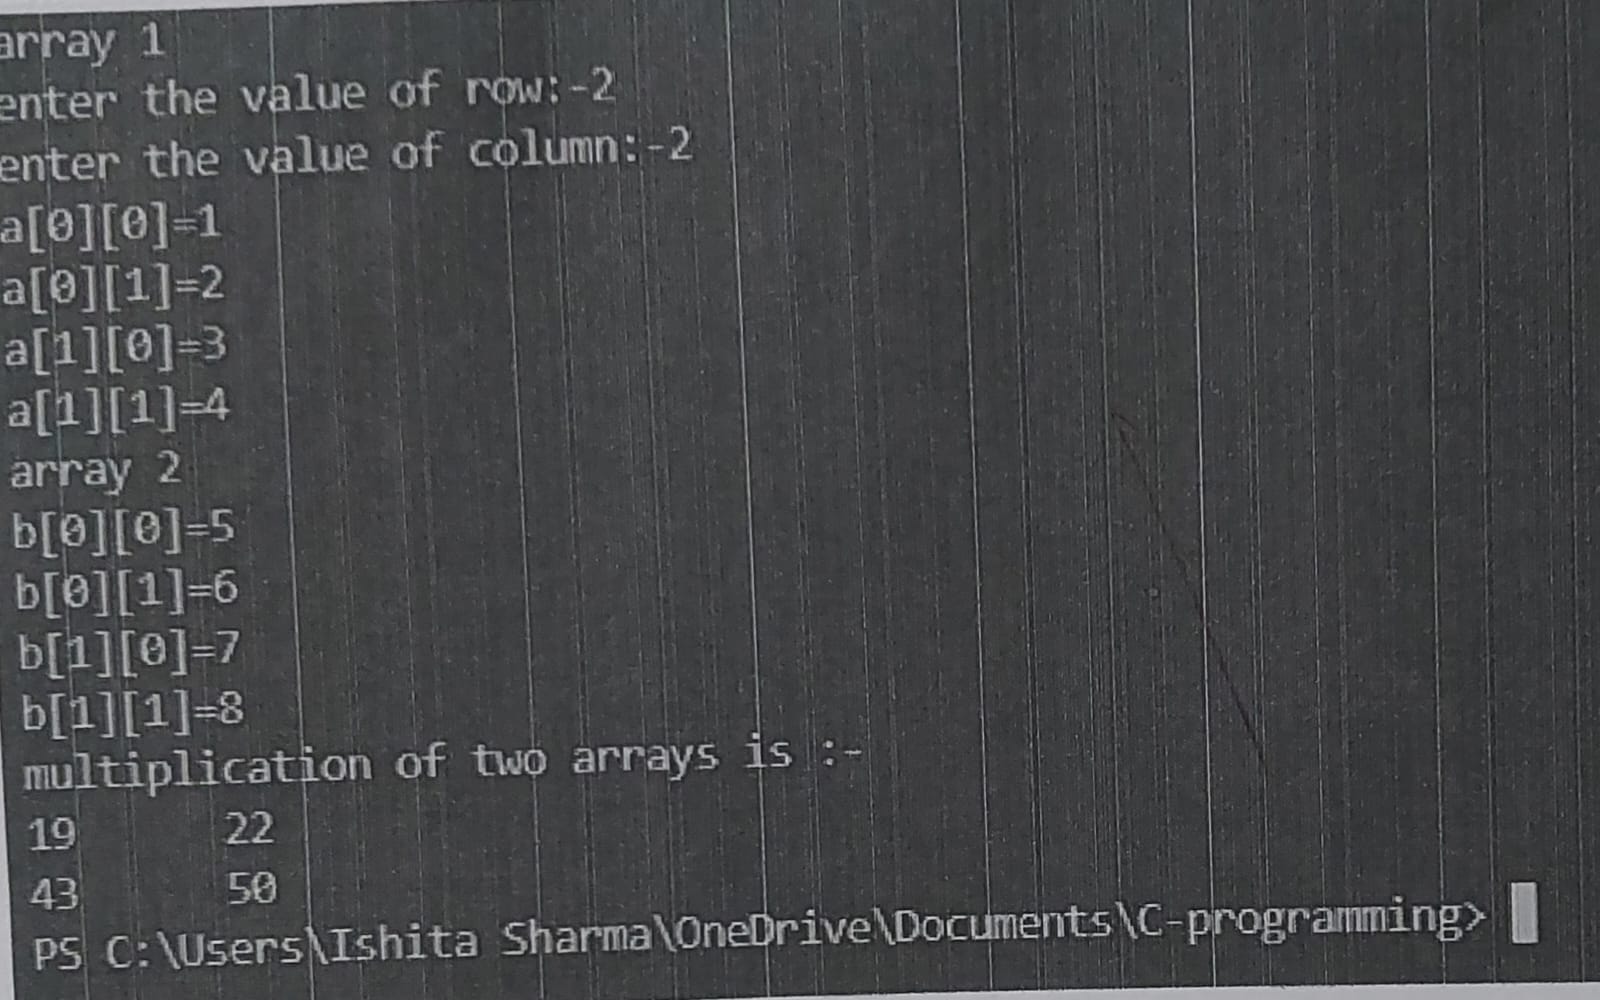 array 1
enter the value of row:-2
enter the value of column:-2
a[0][0]=1
a[0][1]=2
a[1][0]=3
a[1][1]=4
array 2
b[0][0]=5
b[0][1]=6
b[1][0]=7
b[1][1]=8
multiplication of two arrays is :-
19 22
43 50
PS C:\Users\Ishita Sharma\OneDrive\Documents\C-programming>